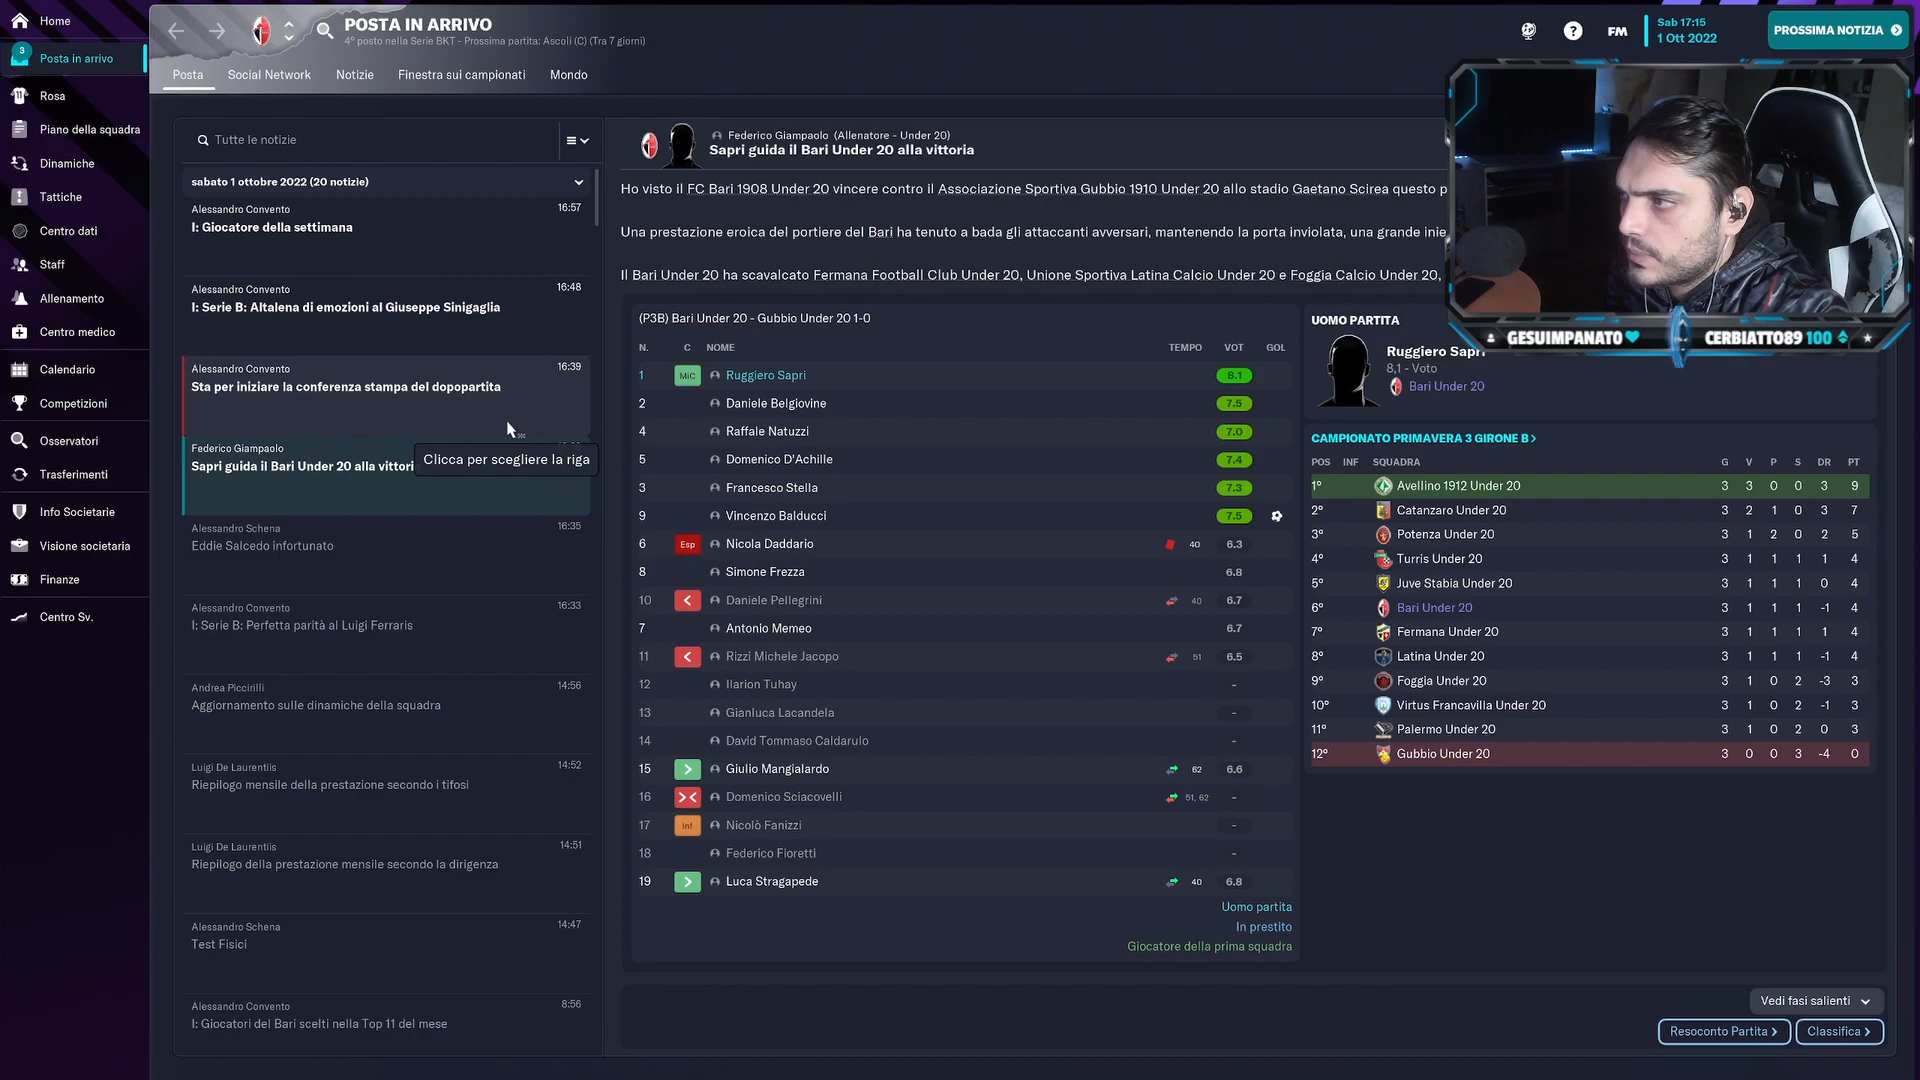 Home
3
Posta in arrivo
Rosa
Piano della squadra
Dinamiche
Tattiche
Centro dati
Staff
Allenamento
Centro medico
Calendario
Competizioni
Osservatori
Trasferimenti
Info Societarie
Visione societaria
Finanze
Centro Sv.
POSTA IN ARRIVO
4° posto nella Serie BKT - Prossima partita: Ascoli (C) (Tra 7 giorni)
FM
Sab 17:15
1 Ott 2022
PROSSIMA NOTIZIA
Posta
Social Network
Notizie
Finestra sui campionati
Mondo
Tutte le notizie
sabato 1 ottobre 2022 (20 notizie)
Alessandro Convento 16:57
I: Giocatore della settimana
Alessandro Convento 16:48
I: Serie B: Altalena di emozioni al Giuseppe Sinigaglia
Alessandro Convento 16:39
Sta per iniziare la conferenza stampa del dopopartita
Federico Giampaolo
Sapri guida il Bari Under 20 alla vittori
Clicca per scegliere la riga
Alessandro Schena 16:35
Eddie Salcedo infortunato
Alessandro Convento 16:33
I: Serie B: Perfetta parità al Luigi Ferraris
Andrea Piccirilli 14:56
Aggiornamento sulle dinamiche della squadra
Luigi De Laurentiis 14:52
Riepilogo mensile della prestazione secondo i tifosi
Luigi De Laurentiis 14:51
Riepilogo della prestazione mensile secondo la dirigenza
Alessandro Schena 14:47
Test Fisici
Alessandro Convento 8:56
I: Giocatori del Bari scelti nella Top 11 del mese
Federico Giampaolo (Allenatore - Under 20)
Sapri guida il Bari Under 20 alla vittoria
Ho visto il FC Bari 1908 Under 20 vincere contro il Associazione Sportiva Gubbio 1910 Under 20 allo stadio Gaetano Scirea questo p
Una prestazione eroica del portiere del Bari ha tenuto a bada gli attaccanti avversari, mantenendo la porta inviolata, una grande inie
Il Bari Under 20 ha scavalcato Fermana Football Club Under 20, Unione Sportiva Latina Calcio Under 20 e Foggia Calcio Under 20,
(P3B) Bari Under 20 - Gubbio Under 20 1-0
N. C NOME TEMPO VOT GOL
1 MiC Ruggiero Sapri 8.1
2 Daniele Belgiovine 7.5
4 Raffale Natuzzi 7.0
5 Domenico D'Achille 7.4
3 Francesco Stella 7.3
9 Vincenzo Balducci 7.5
6 Esp Nicola Daddario 40 6.3
8 Simone Frezza 6.8
10 Daniele Pellegrini 40 6.7
7 Antonio Memeo 6.7
11 Rizzi Michele Jacopo 51 6.5
12 Ilarion Tuhay -
13 Gianluca Lacandela -
14 David Tommaso Caldarulo -
15 Giulio Mangialardo 62 6.6
16 Domenico Sciacovelli 51, 62 -
17 Inf Nicolò Fanizzi -
18 Federico Fioretti -
19 Luca Stragapede 40 6.8
Uomo partita
In prestito
Giocatore della prima squadra
GESUIMPANATO
CERBIATTO89 100
UOMO PARTITA
Ruggiero Sapri
8,1 - Voto
Bari Under 20
CAMPIONATO PRIMAVERA 3 GIRONE B >
POS INF SQUADRA G V P S DR PT
1° Avellino 1912 Under 20 3 3 0 0 3 9
2° Catanzaro Under 20 3 2 1 0 3 7
3° Potenza Under 20 3 1 2 0 2 5
4° Turris Under 20 3 1 1 1 1 4
5° Juve Stabia Under 20 3 1 1 1 0 4
6° Bari Under 20 3 1 1 1 -1 4
7° Fermana Under 20 3 1 1 1 1 4
8° Latina Under 20 3 1 1 1 -1 4
9° Foggia Under 20 3 1 0 2 -3 3
10° Virtus Francavilla Under 20 3 1 0 2 -1 3
11° Palermo Under 20 3 1 0 2 0 3
12° Gubbio Under 20 3 0 0 3 -4 0
Vedi fasi salienti
Resoconto Partita >
Classifica >